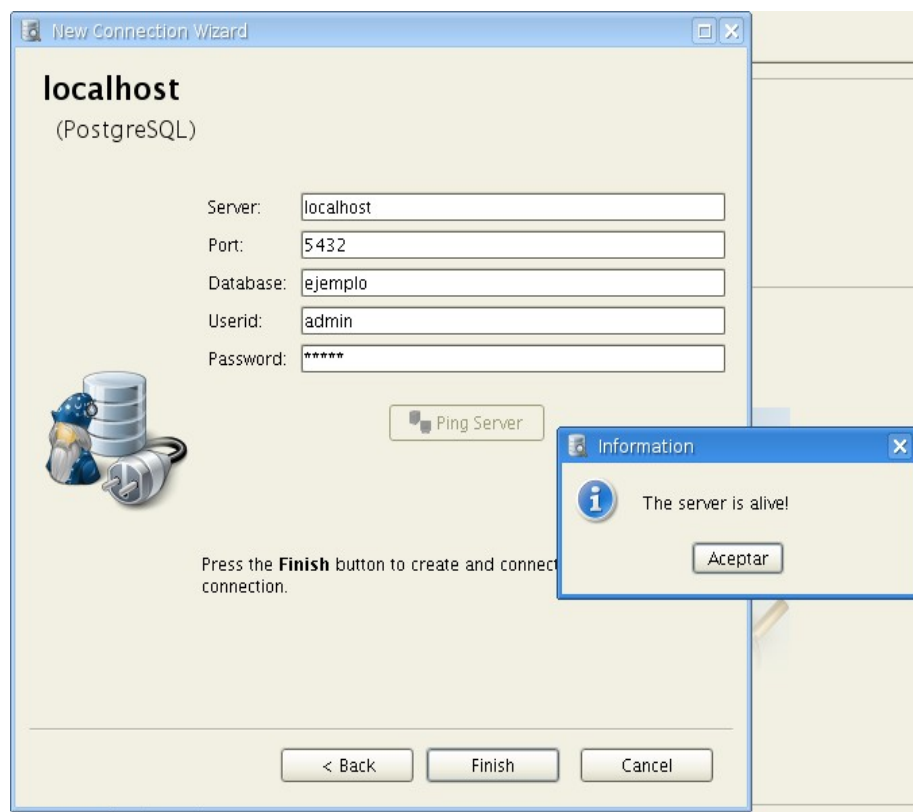 New Connection Wizard
localhost
(PostgreSQL)
Server: localhost
Port: 5432
Database: ejemplo
Userid: admin
Password: *****
Ping Server
Information
The server is alive!
Aceptar
Press the Finish button to create and connect
connection.
< Back Finish Cancel